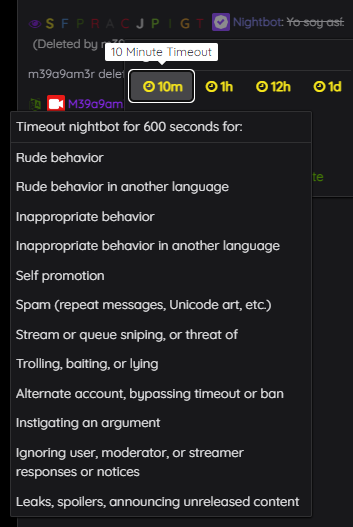 S F P R A C J P I G T Nightbot: Yo soy así.
(Deleted by m39
10 Minute Timeout
m39a9am3r delet
10m 1h 12h 1d
M39a9am
Timeout nightbot for 600 seconds for:
Rude behavior
Rude behavior in another language
te
Inappropriate behavior
Inappropriate behavior in another language
Self promotion
Spam (repeat messages, Unicode art, etc.)
Stream or queue sniping, or threat of
Trolling, baiting, or lying
Alternate account, bypassing timeout or ban
Instigating an argument
Ignoring user, moderator, or streamer
responses or notices
Leaks, spoilers, announcing unreleased content